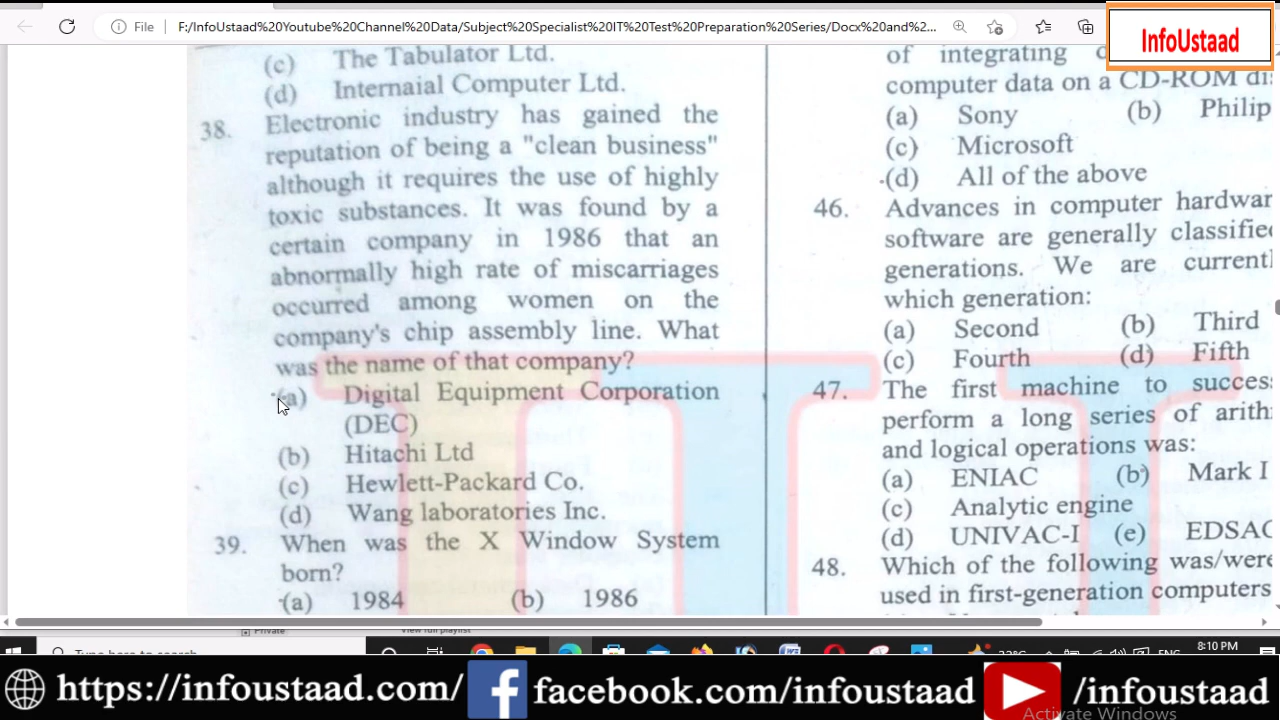 File
F:/InfoUstaad%20Youtube%20Channel%20Data/Subject%20Specialist%20IT%20Test%20Preparation%20Series/Docx%20and%2...
InfoUstaad
(c) The Tabulator Ltd.
(d) Internaial Computer Ltd.
38. Electronic industry has gained the
reputation of being a "clean business"
although it requires the use of highly
toxic substances. It was found by a
certain company in 1986 that an
abnormally high rate of miscarriages
occurred among women on the
company's chip assembly line. What
was the name of that company?
(a) Digital Equipment Corporation
(DEC)
(b) Hitachi Ltd
(c) Hewlett-Packard Co.
(d) Wang laboratories Inc.
39. When was the X Window System
born?
(a) 1984 (b) 1986
of integrating
computer data on a CD-ROM
(a) Sony (b) Philip
(c) Microsoft
(d) All of the above
46. Advances in computer hardwar
software are generally classifie
generations. We are currentl
which generation:
(a) Second (b) Third
(c) Fourth (d) Fifth
47. The first machine to succes
perform a long series of arith
and logical operations was:
(a) ENIAC (b) Mark I
(c) Analytic engine
(d) UNIVAC-I (e) EDSAC
48. Which of the following was/were
used in first-generation computers
Private
View full playlist
8:10 PM
ENG
https://infoustaad.com/
facebook.com/infoustaad
/infoustaad
Activate Windows